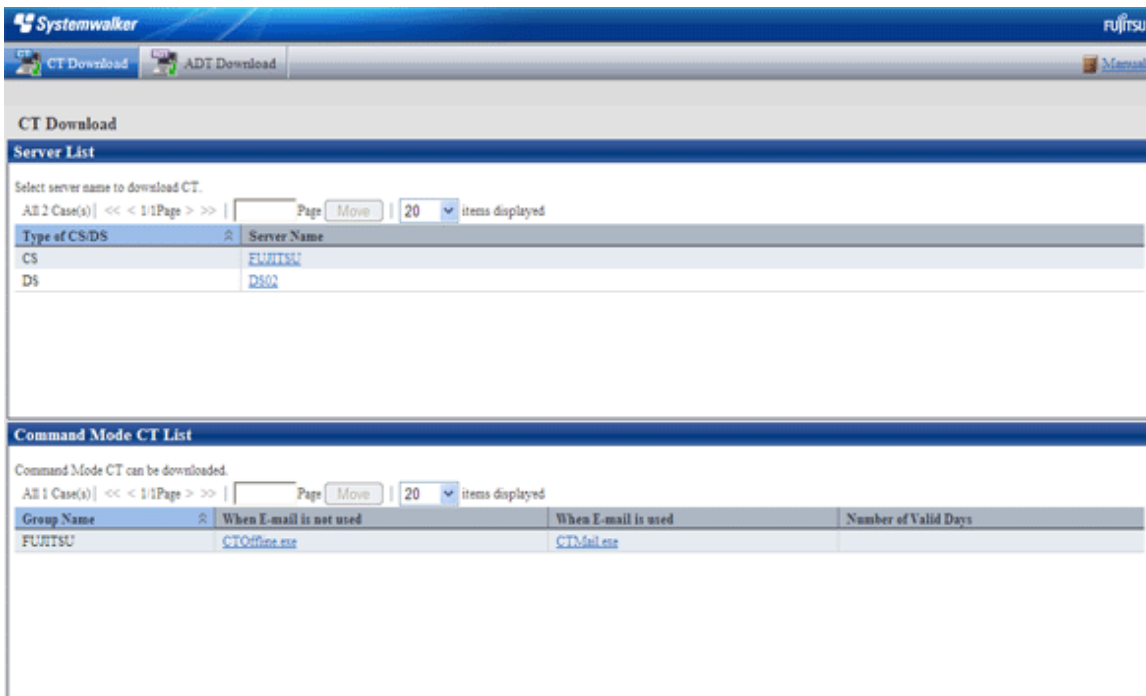 Systemwalker FUJITSU
CT Download ADT Download Manual
CT Download
Server List
Select server name to download CT.
All 2 Case(s) | << < 1/1Page > >> | Page Move | 20 items displayed
Type of CS/DS Server Name
CS FUJITSU
DS DS02
Command Mode CT List
Command Mode CT can be downloaded.
All 1 Case(s) | << < 1/1Page > >> | Page Move | 20 items displayed
Group Name When E-mail is not used When E-mail is used Number of Valid Days
FUJITSU CTOffline.exe CTMail.exe